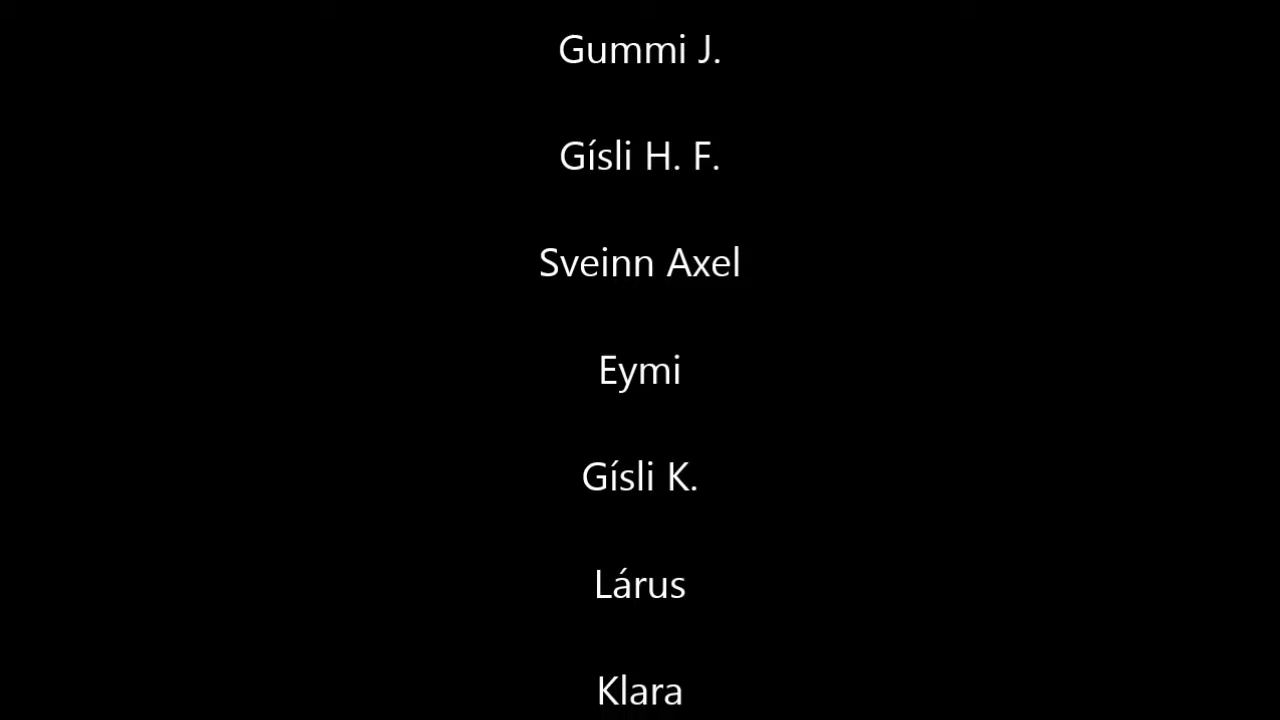 Gummi J.
Gísli H. F.
Sveinn Axel
Eymi
Gísli K.
Lárus
Klara